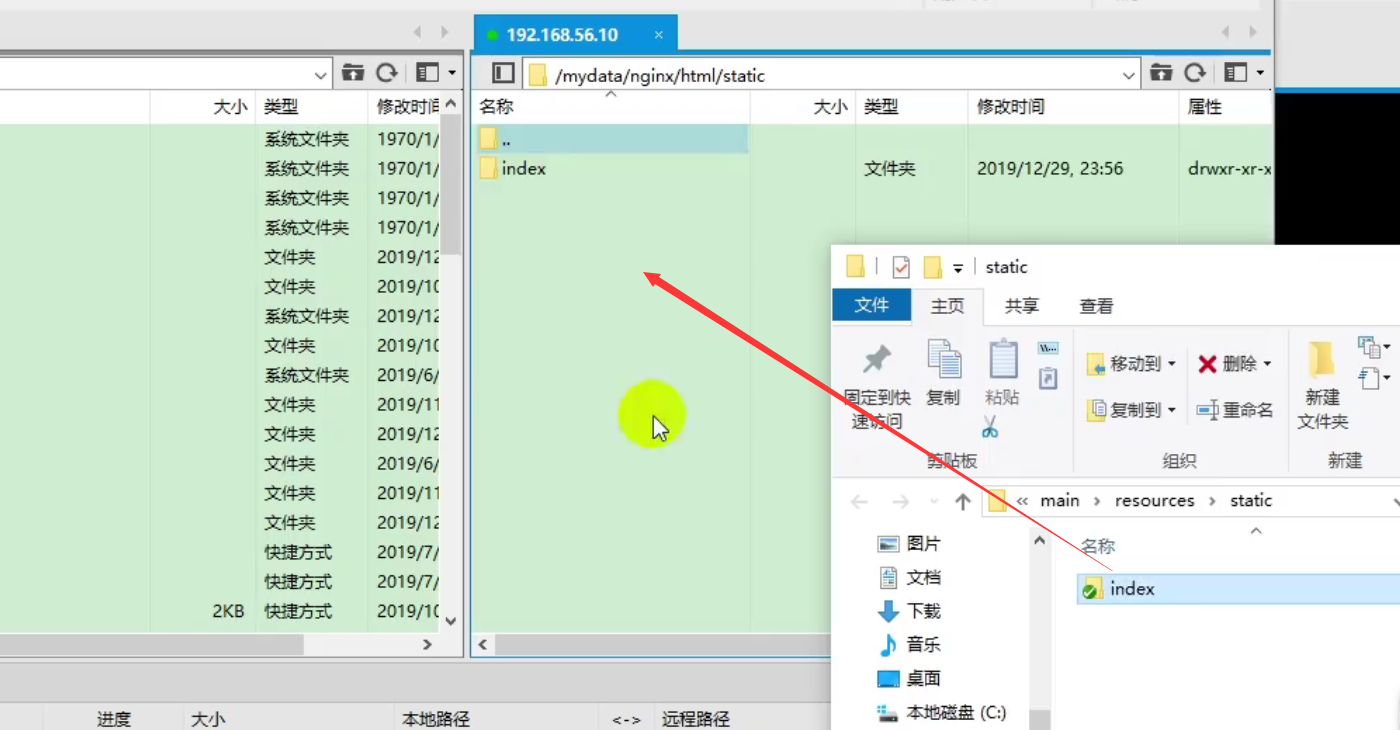 192.168.56.10 ×
/mydata/nginx/html/static
大小 类型 修改时间
名称 大小 类型 修改时间 属性
系统文件夹 1970/1/
..
系统文件夹 1970/1/
index 文件夹 2019/12/29, 23:56 drwxr-xr-x
系统文件夹 1970/1/
系统文件夹 1970/1/
文件夹 2019/12
文件夹 2019/10
系统文件夹 2019/12
文件夹 2019/10
系统文件夹 2019/6/
文件夹 2019/11
文件夹 2019/12
文件夹 2019/6/
文件夹 2019/11
文件夹 2019/12
快捷方式 2019/7/
快捷方式 2019/7/
2KB 快捷方式 2019/10
进度 大小 本地路径 <-> 远程路径
static
文件 主页 共享 查看
固定到快
速访问
复制
粘贴
移动到
复制到
删除
重命名
新建
文件夹
剪贴板 组织 新建
« main › resources › static
图片
文档
下载
音乐
桌面
本地磁盘 (C:)
名称
index